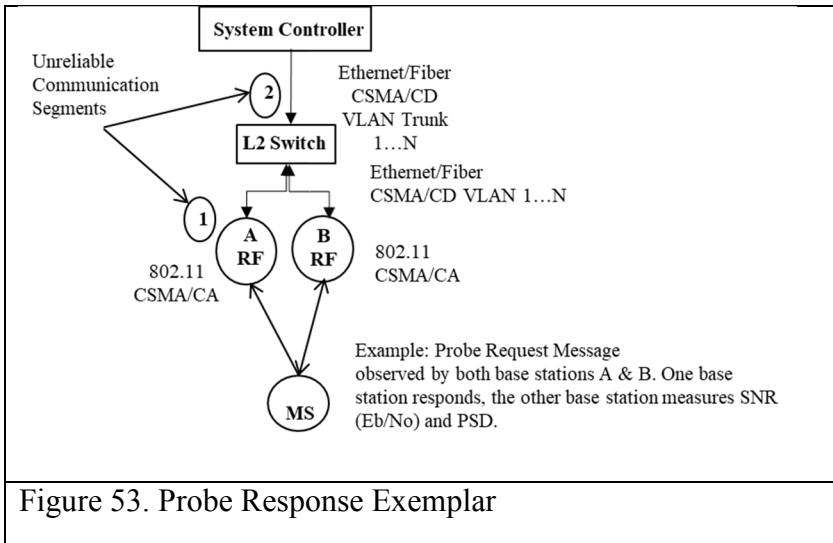 System Controller
Unreliable
Communication
Segments
2
Ethernet/Fiber
CSMA/CD
VLAN Trunk
1…N
L2 Switch
Ethernet/Fiber
CSMA/CD VLAN 1…N
1
A
RF
B
RF
802.11
CSMA/CA
802.11
CSMA/CA
MS
Example: Probe Request Message
observed by both base stations A & B. One base
station responds, the other base station measures SNR
(Eb/No) and PSD.
Figure 53. Probe Response Exemplar